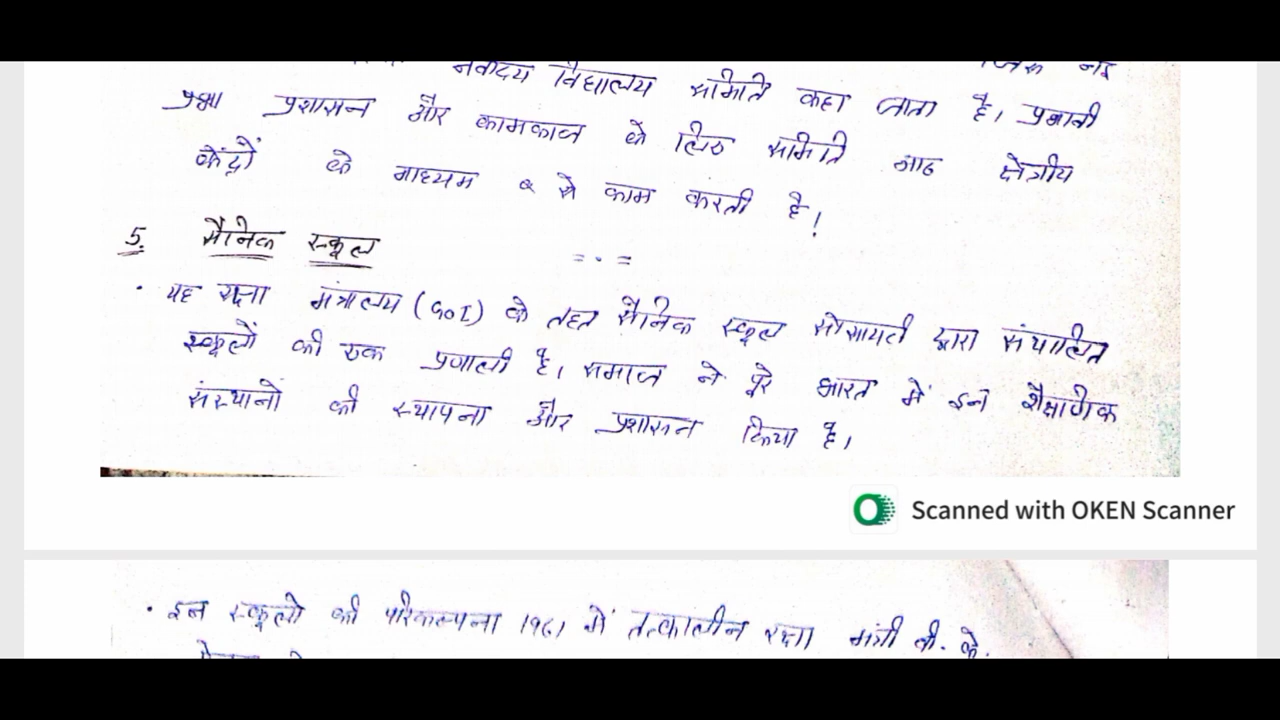 नवोदय विद्यालय समिति कहा जाता है। प्रभावी
प्रशासन और कामकाज के लिए समिति आठ क्षेत्रीय
केंद्रों के माध्यम से काम करती है!
5. सैनिक स्कूल
= . =
• यह रक्षा मंत्रालय (GOI) के तहत सैनिक स्कूल सोसायटी द्वारा संचालित
स्कूलों की एक प्रणाली है। समाज ने पूरे भारत में इन शैक्षणिक
संस्थानों की स्थापना और प्रशासन किया है।
Scanned with OKEN Scanner
• इन स्कूलो की परिकल्पना 1961 में तत्कालीन रक्षा मंत्री वी. के.